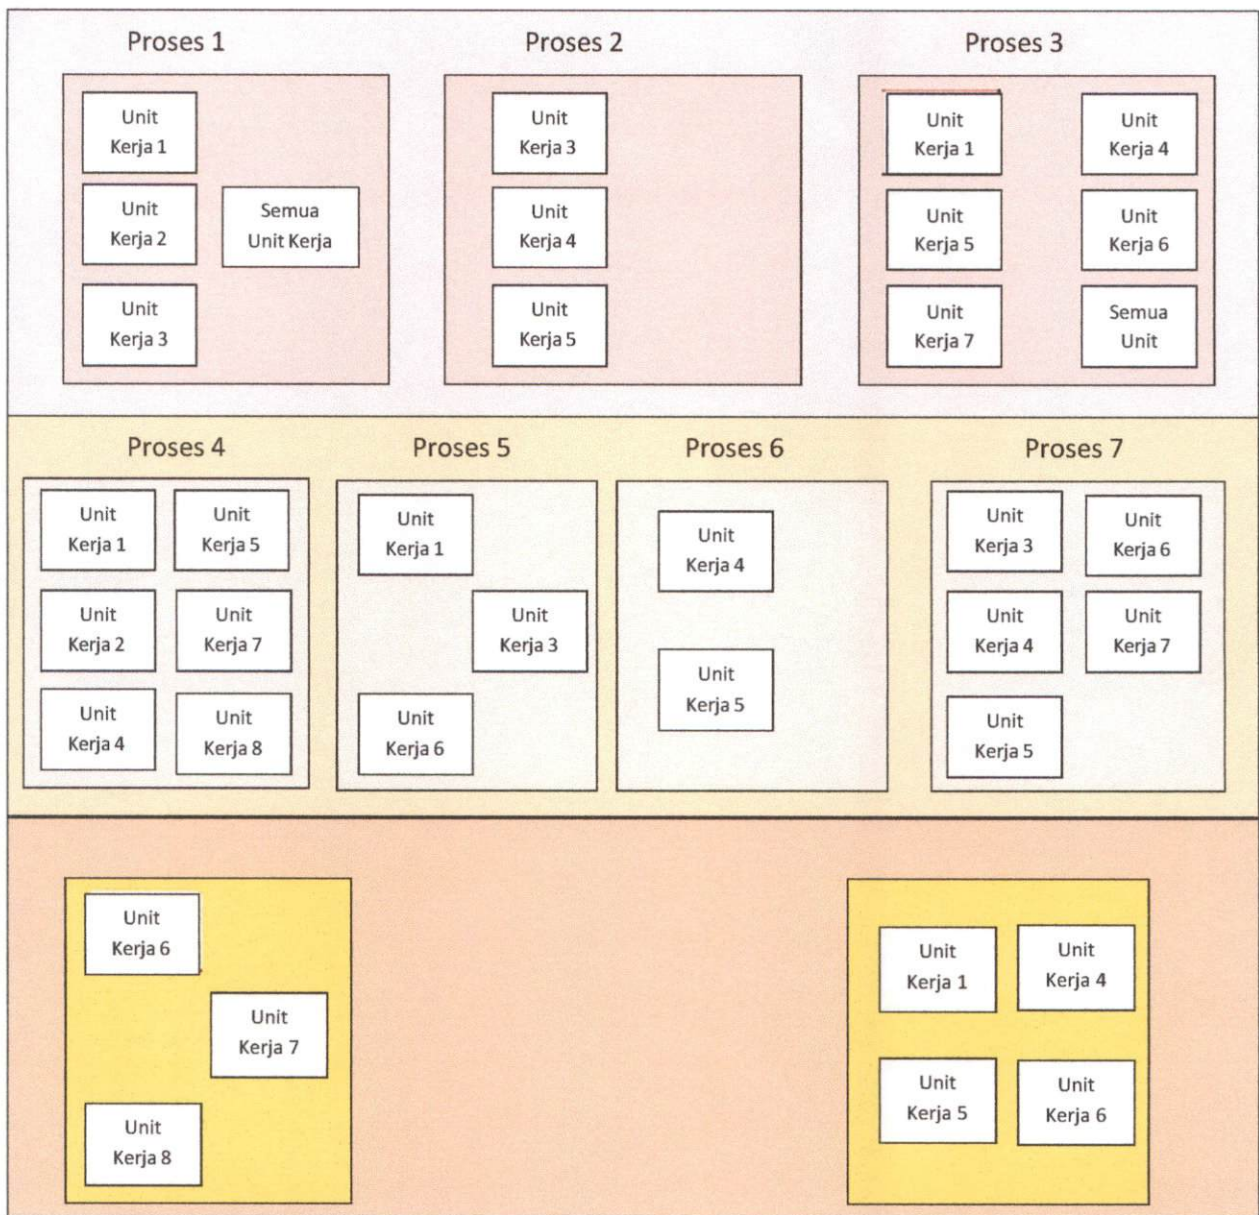 Proses 1
Unit
Kerja 1
Unit
Kerja 2
Unit
Kerja 3
Semua
Unit Kerja
Proses 2
Unit
Kerja 3
Unit
Kerja 4
Unit
Kerja 5
Proses 3
Unit
Kerja 1
Unit
Kerja 4
Unit
Kerja 5
Unit
Kerja 6
Unit
Kerja 7
Semua
Unit
Proses 4
Unit
Kerja 1
Unit
Kerja 5
Unit
Kerja 2
Unit
Kerja 7
Unit
Kerja 4
Unit
Kerja 8
Proses 5
Unit
Kerja 1
Unit
Kerja 3
Unit
Kerja 6
Proses 6
Unit
Kerja 4
Unit
Kerja 5
Proses 7
Unit
Kerja 3
Unit
Kerja 6
Unit
Kerja 4
Unit
Kerja 7
Unit
Kerja 5
Unit
Kerja 6
Unit
Kerja 7
Unit
Kerja 8
Unit
Kerja 1
Unit
Kerja 4
Unit
Kerja 5
Unit
Kerja 6